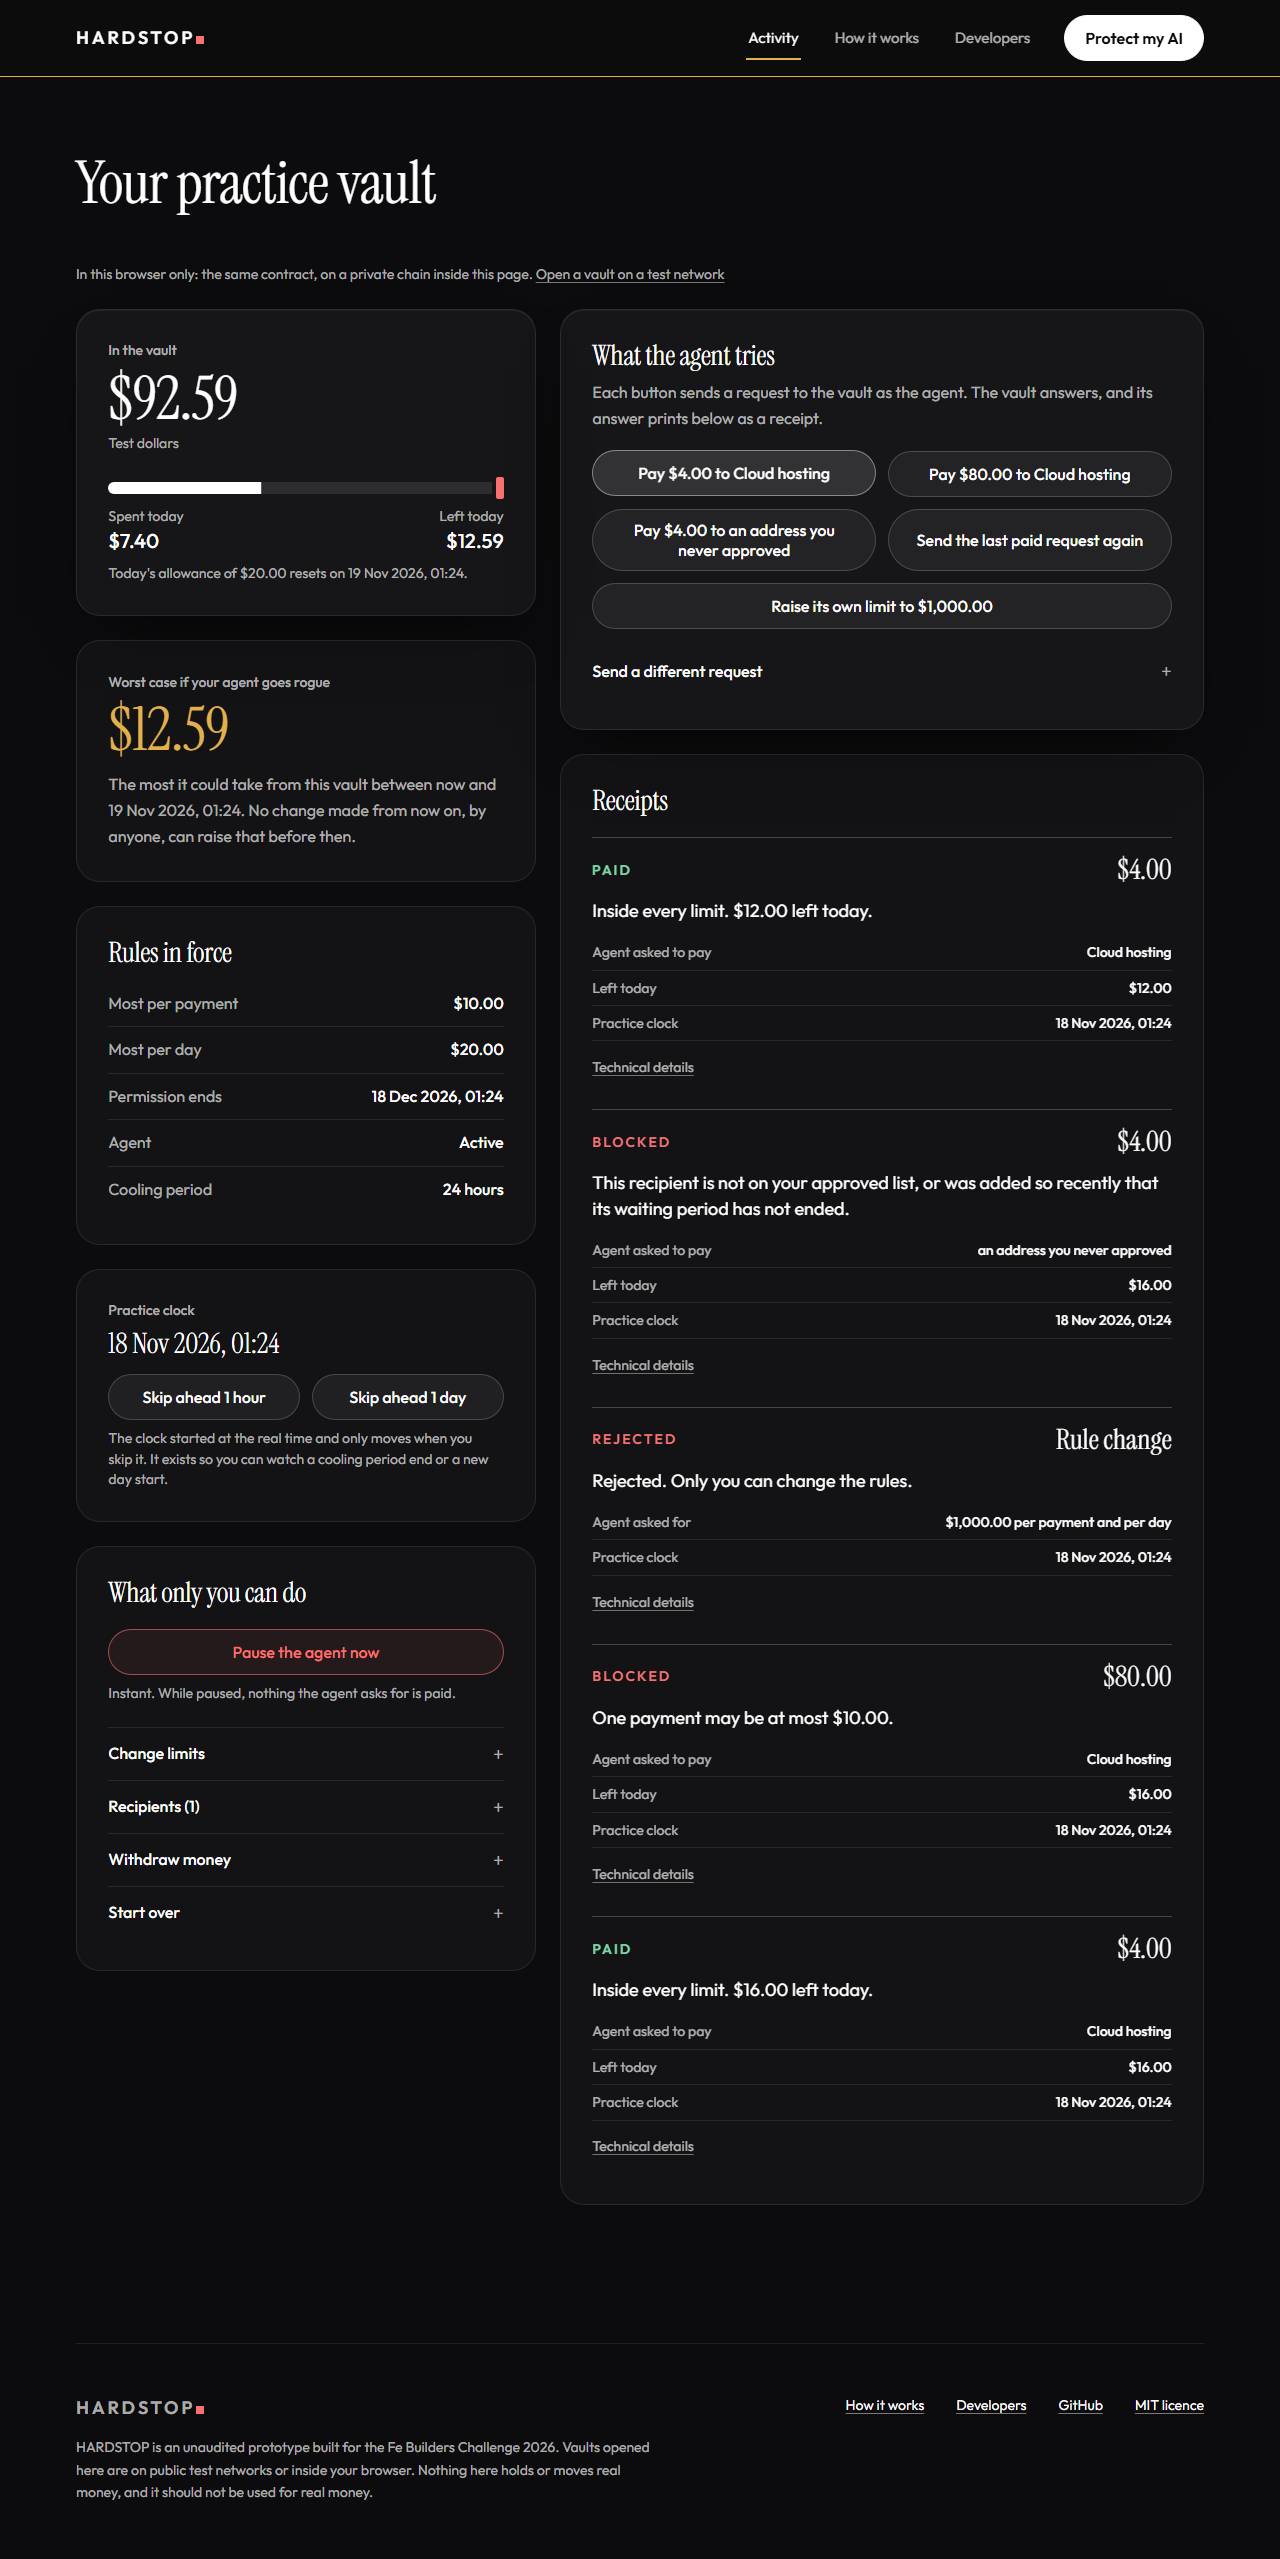 HARDSTOP
Activity
How it works
Developers
Protect my AI
Your practice vault
In this browser only: the same contract, on a private chain inside this page. Open a vault on a test network
In the vault
$92.59
Test dollars
Spent today
Left today
$7.40
$12.59
Today's allowance of $20.00 resets on 19 Nov 2026, 01:24.
Worst case if your agent goes rogue
$12.59
The most it could take from this vault between now and
19 Nov 2026, 01:24. No change made from now on, by
anyone, can raise that before then.
Rules in force
Most per payment $10.00
Most per day $20.00
Permission ends 18 Dec 2026, 01:24
Agent Active
Cooling period 24 hours
Practice clock
18 Nov 2026, 01:24
Skip ahead 1 hour
Skip ahead 1 day
The clock started at the real time and only moves when you
skip it. It exists so you can watch a cooling period end or a new
day start.
What only you can do
Pause the agent now
Instant. While paused, nothing the agent asks for is paid.
Change limits +
Recipients (1) +
Withdraw money +
Start over +
What the agent tries
Each button sends a request to the vault as the agent. The vault answers, and its
answer prints below as a receipt.
Pay $4.00 to Cloud hosting
Pay $80.00 to Cloud hosting
Pay $4.00 to an address you
never approved
Send the last paid request again
Raise its own limit to $1,000.00
Send a different request +
Receipts
PAID $4.00
Inside every limit. $12.00 left today.
Agent asked to pay Cloud hosting
Left today $12.00
Practice clock 18 Nov 2026, 01:24
Technical details
BLOCKED $4.00
This recipient is not on your approved list, or was added so recently that
its waiting period has not ended.
Agent asked to pay an address you never approved
Left today $16.00
Practice clock 18 Nov 2026, 01:24
Technical details
REJECTED Rule change
Rejected. Only you can change the rules.
Agent asked for $1,000.00 per payment and per day
Practice clock 18 Nov 2026, 01:24
Technical details
BLOCKED $80.00
One payment may be at most $10.00.
Agent asked to pay Cloud hosting
Left today $16.00
Practice clock 18 Nov 2026, 01:24
Technical details
PAID $4.00
Inside every limit. $16.00 left today.
Agent asked to pay Cloud hosting
Left today $16.00
Practice clock 18 Nov 2026, 01:24
Technical details
HARDSTOP
How it works
Developers
GitHub
MIT licence
HARDSTOP is an unaudited prototype built for the Fe Builders Challenge 2026. Vaults opened
here are on public test networks or inside your browser. Nothing here holds or moves real
money, and it should not be used for real money.